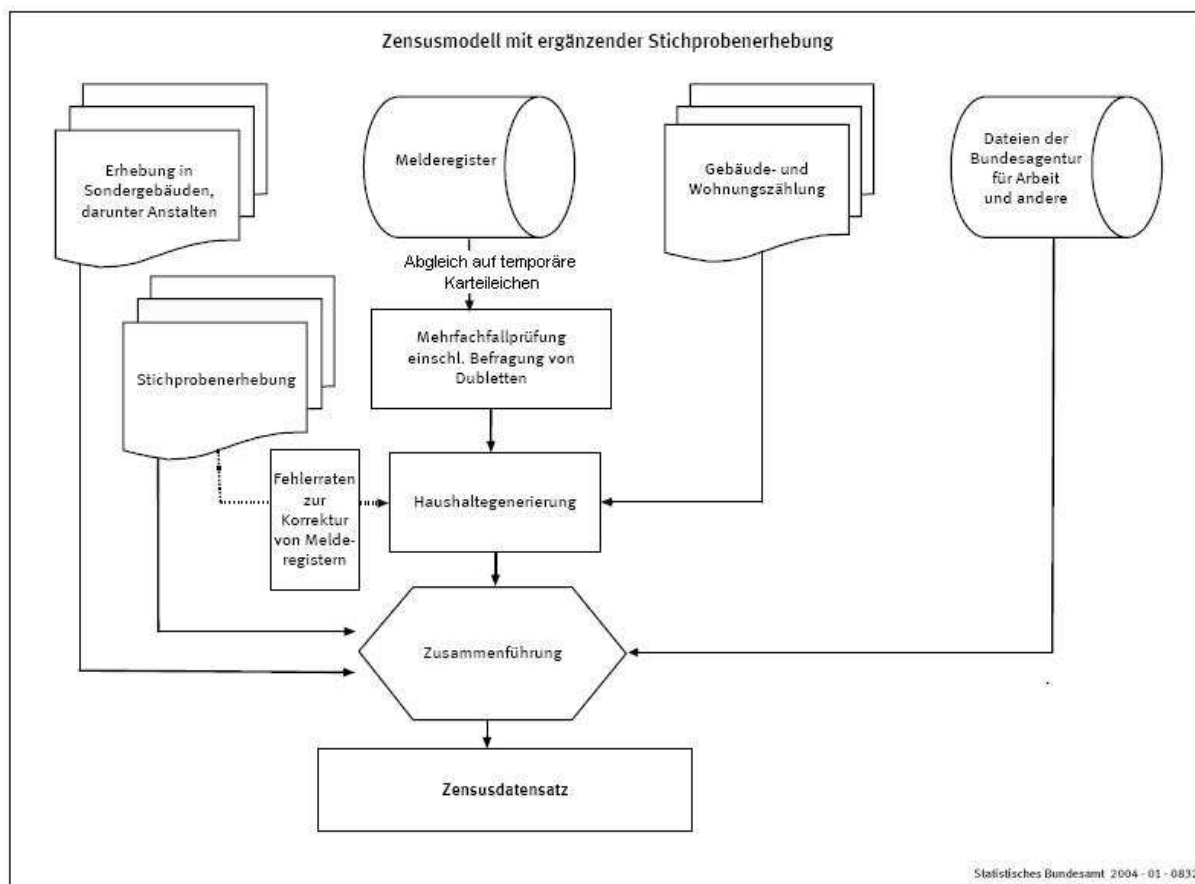 Zensusmodell mit ergänzender Stichprobenerhebung
Erhebung in
Sondergebäuden,
darunter Anstalten
Melderegister
Gebäude- und
Wohnungszählung
Dateien der
Bundesagentur
für Arbeit
und andere
Abgleich auf temporäre
Karteileichen
Stichprobenerhebung
Mehrfachfallprüfung
einschl. Befragung von
Dubletten
Fehlerraten
zur
Korrektur
von Melde-
registern
Haushaltegenerierung
Zusammenführung
Zensusdatensatz
Statistisches Bundesamt 2004 - 01 - 0832